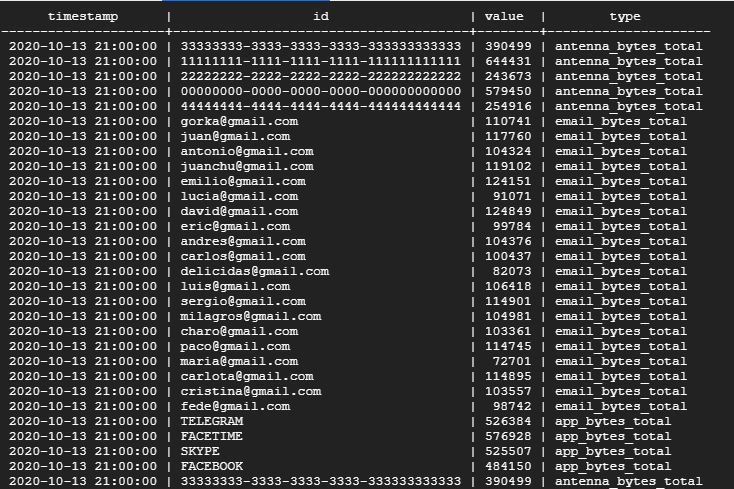 timestamp | id | value | type
---------------------+--------------------------------------+--------+---------------------
2020-10-13 21:00:00 | 33333333-3333-3333-3333-333333333333 | 390499 | antenna_bytes_total
2020-10-13 21:00:00 | 11111111-1111-1111-1111-111111111111 | 644431 | antenna_bytes_total
2020-10-13 21:00:00 | 22222222-2222-2222-2222-222222222222 | 243673 | antenna_bytes_total
2020-10-13 21:00:00 | 00000000-0000-0000-0000-000000000000 | 579450 | antenna_bytes_total
2020-10-13 21:00:00 | 44444444-4444-4444-4444-444444444444 | 254916 | antenna_bytes_total
2020-10-13 21:00:00 | gorka@gmail.com | 110741 | email_bytes_total
2020-10-13 21:00:00 | juan@gmail.com | 117760 | email_bytes_total
2020-10-13 21:00:00 | antonio@gmail.com | 104324 | email_bytes_total
2020-10-13 21:00:00 | juanchu@gmail.com | 119102 | email_bytes_total
2020-10-13 21:00:00 | emilio@gmail.com | 124151 | email_bytes_total
2020-10-13 21:00:00 | lucia@gmail.com | 91071 | email_bytes_total
2020-10-13 21:00:00 | david@gmail.com | 124849 | email_bytes_total
2020-10-13 21:00:00 | eric@gmail.com | 99784 | email_bytes_total
2020-10-13 21:00:00 | andres@gmail.com | 104376 | email_bytes_total
2020-10-13 21:00:00 | carlos@gmail.com | 100437 | email_bytes_total
2020-10-13 21:00:00 | delicidas@gmail.com | 82073 | email_bytes_total
2020-10-13 21:00:00 | luis@gmail.com | 106418 | email_bytes_total
2020-10-13 21:00:00 | sergio@gmail.com | 114901 | email_bytes_total
2020-10-13 21:00:00 | milagros@gmail.com | 104981 | email_bytes_total
2020-10-13 21:00:00 | charo@gmail.com | 103361 | email_bytes_total
2020-10-13 21:00:00 | paco@gmail.com | 114745 | email_bytes_total
2020-10-13 21:00:00 | maria@gmail.com | 72701 | email_bytes_total
2020-10-13 21:00:00 | carlota@gmail.com | 114895 | email_bytes_total
2020-10-13 21:00:00 | cristina@gmail.com | 103557 | email_bytes_total
2020-10-13 21:00:00 | fede@gmail.com | 98742 | email_bytes_total
2020-10-13 21:00:00 | TELEGRAM | 526384 | app_bytes_total
2020-10-13 21:00:00 | FACETIME | 576928 | app_bytes_total
2020-10-13 21:00:00 | SKYPE | 525507 | app_bytes_total
2020-10-13 21:00:00 | FACEBOOK | 484150 | app_bytes_total
2020-10-13 21:00:00 | 33333333-3333-3333-3333-333333333333 | 390499 | antenna_bytes_total